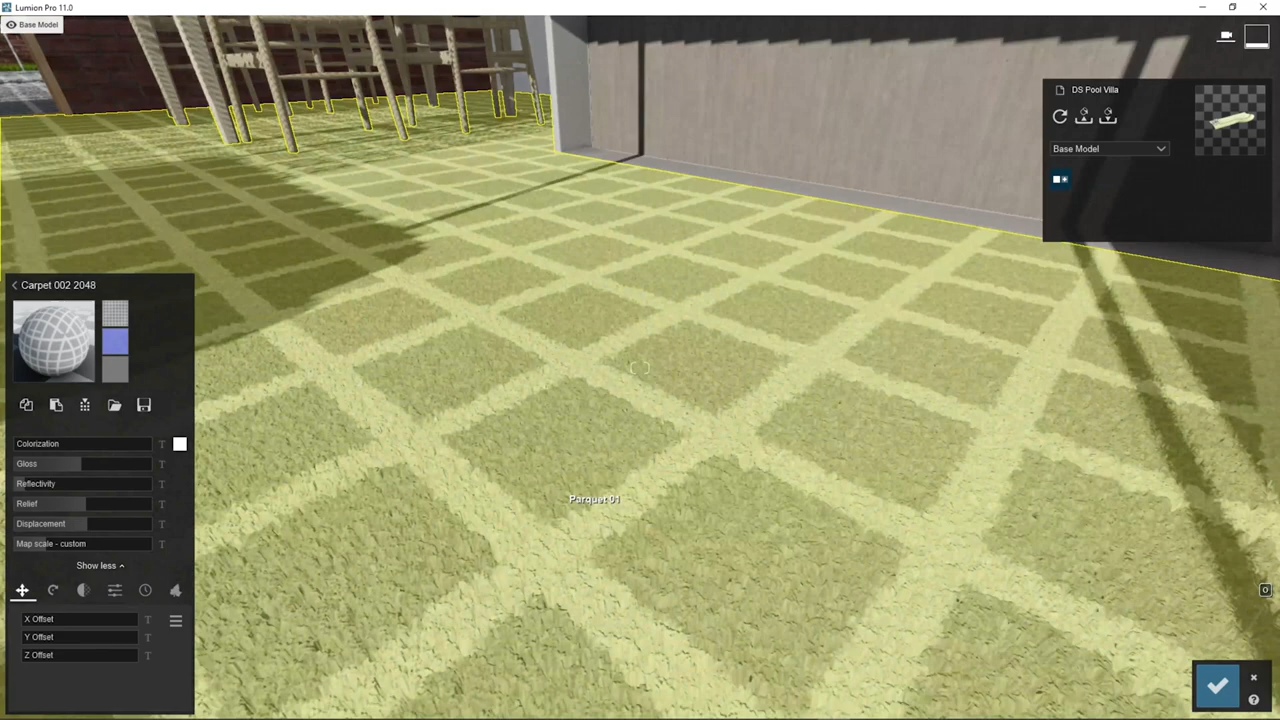 Lumion Pro 11.0
Base Model
DS Pool Villa
Base Model
Carpet 002 2048
Colorization T
Gloss T
Reflectivity T
Relief T
Displacement T
Map scale - custom T
Show less
X Offset T
Y Offset T
Z Offset T
Parquet 01
O